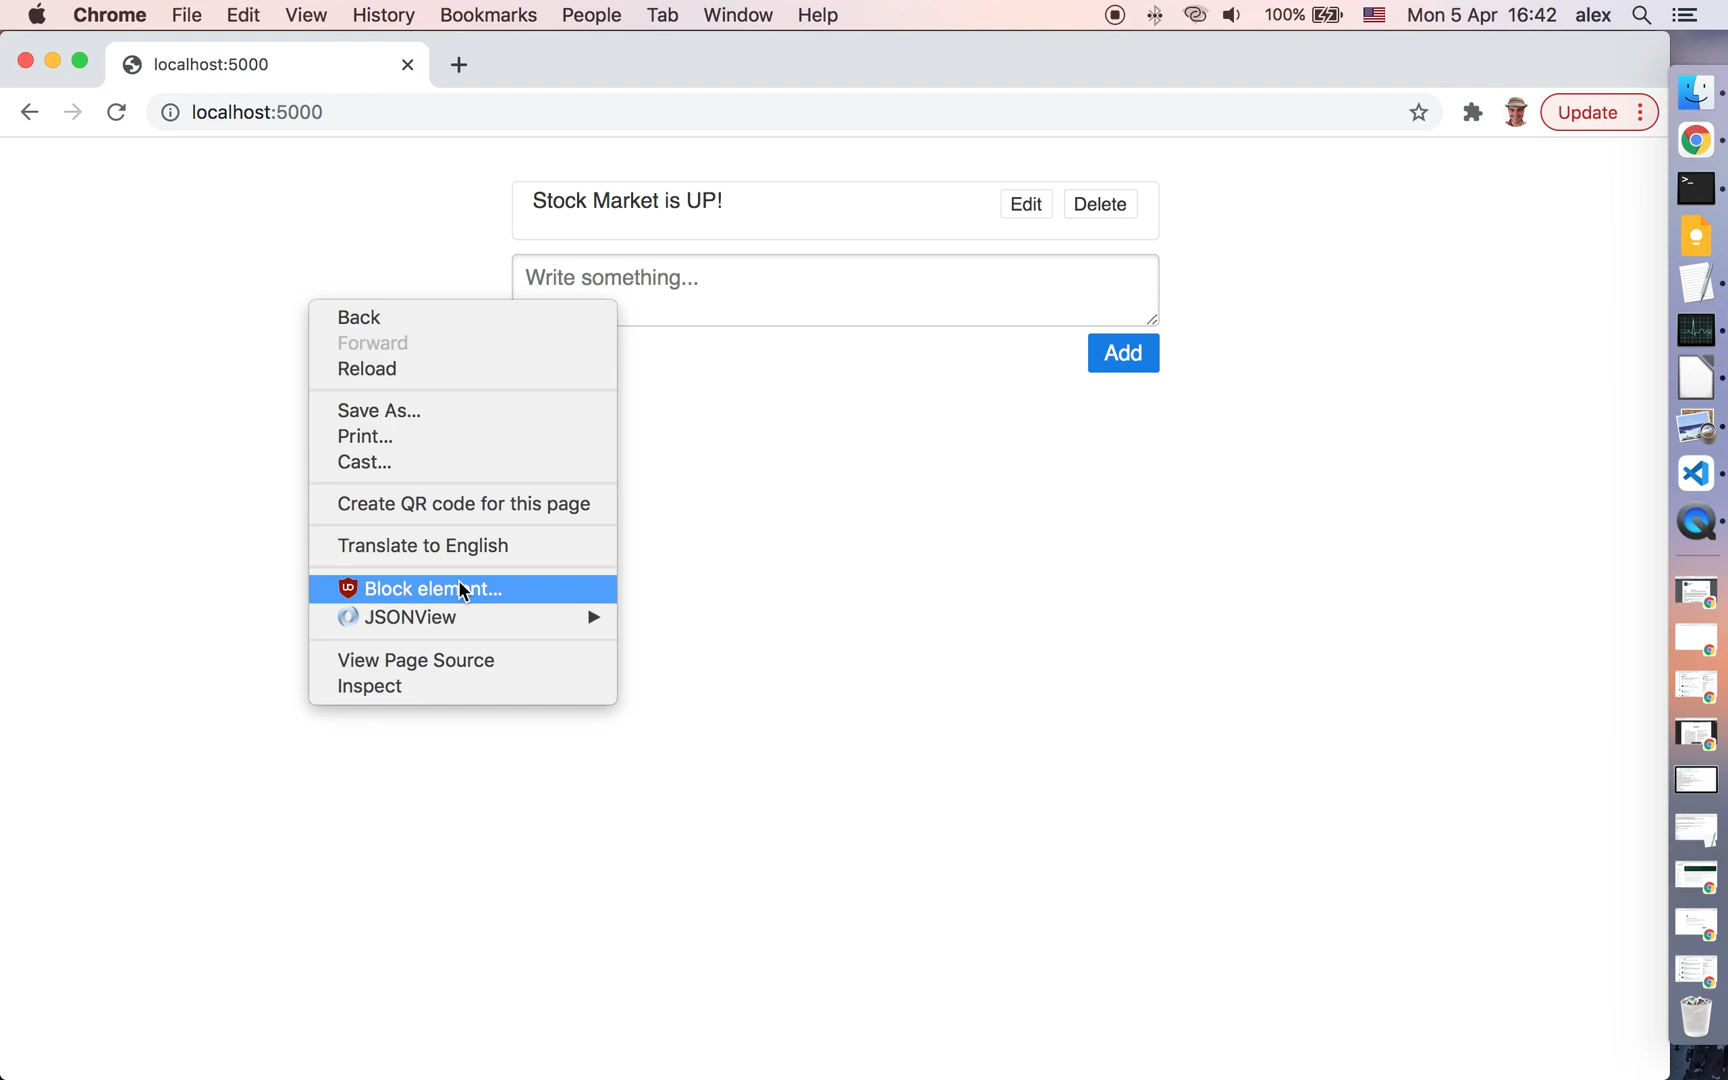 Chrome File Edit View History Bookmarks People Tab Window Help 100% Mon 5 Apr 16:42 alex
localhost:5000
localhost:5000 Update
Stock Market is UP! Edit Delete
Write something...
Add
Back
Forward
Reload
Save As...
Print...
Cast...
Create QR code for this page
Translate to English
Block element...
JSONView
View Page Source
Inspect